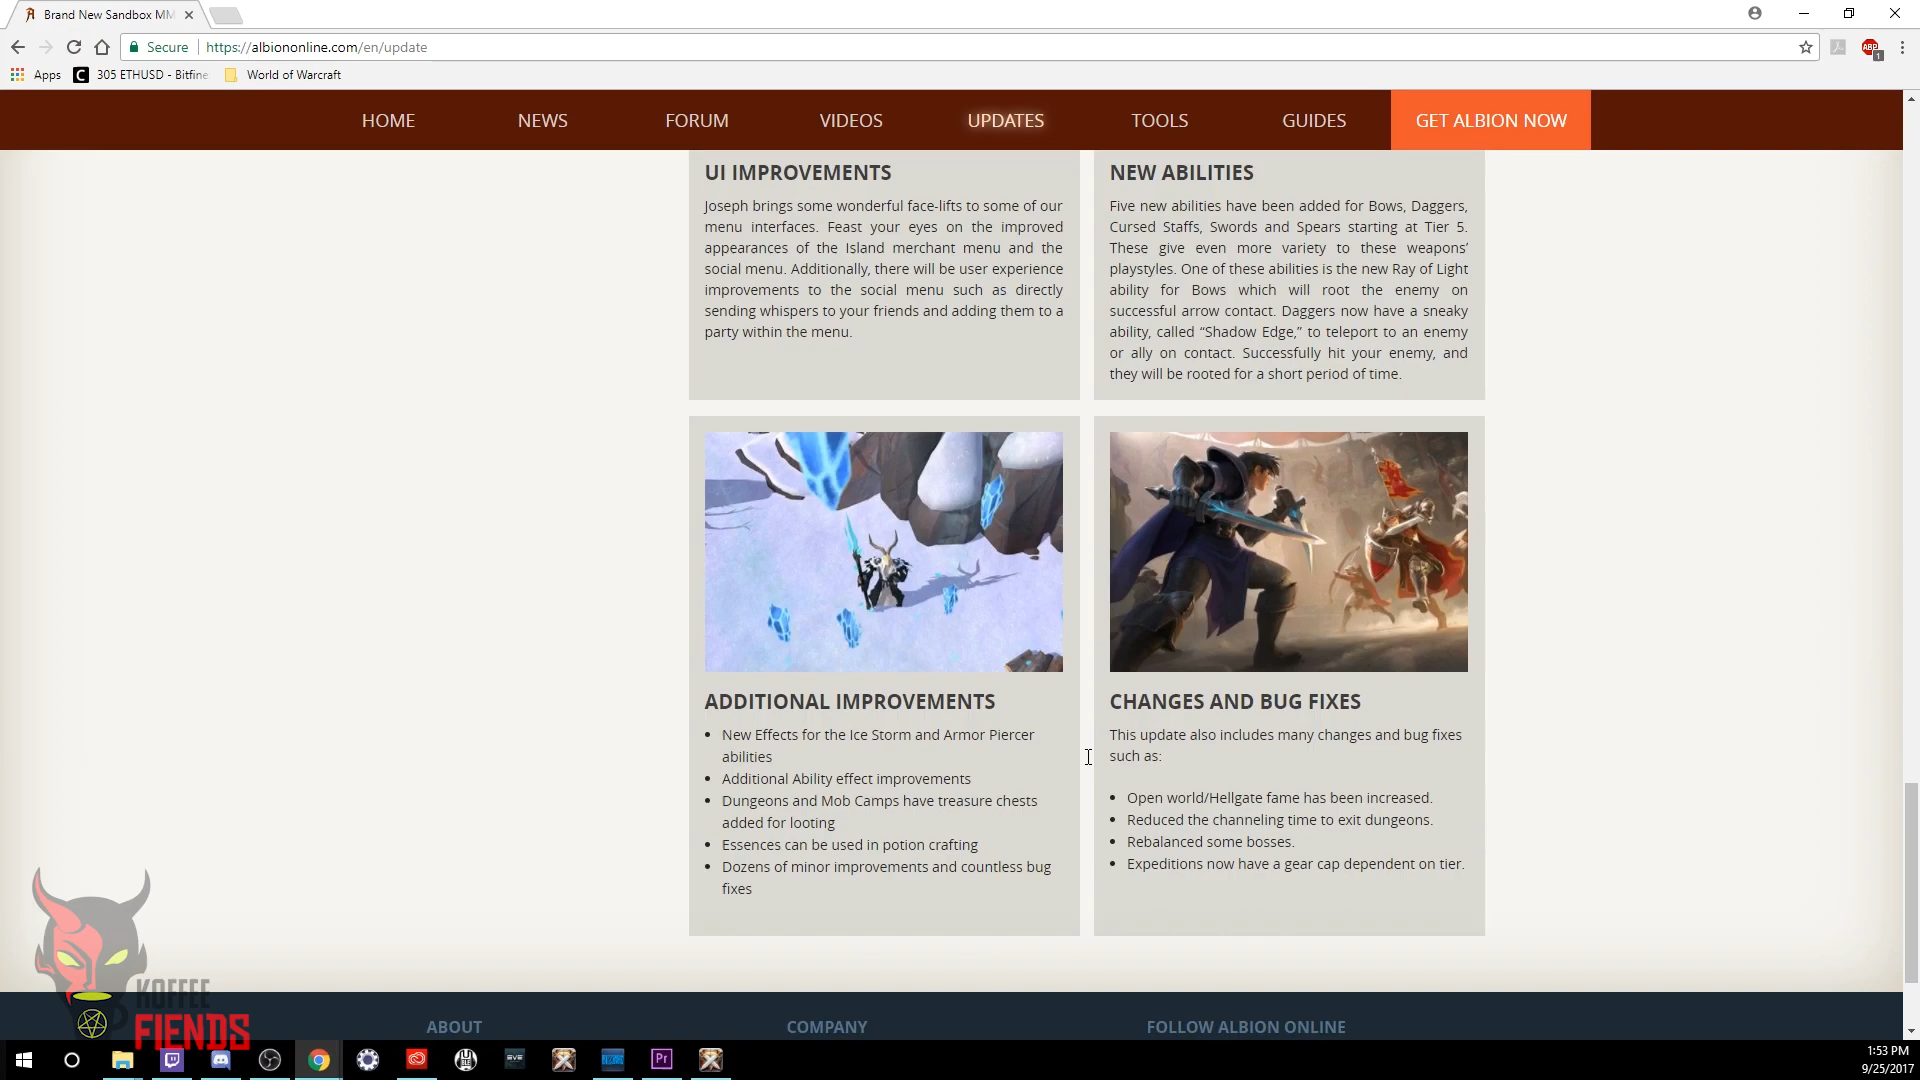 Brand New Sandbox MM
Secure https://albiononline.com/en/update
ABP
1
Apps
C
305 ETHUSD - Bitfine
World of Warcraft
HOME
NEWS
FORUM
VIDEOS
UPDATES
TOOLS
GUIDES
GET ALBION NOW
UI IMPROVEMENTS
Joseph brings some wonderful face-lifts to some of our
menu interfaces. Feast your eyes on the improved
appearances of the Island merchant menu and the
social menu. Additionally, there will be user experience
improvements to the social menu such as directly
sending whispers to your friends and adding them to a
party within the menu.
NEW ABILITIES
Five new abilities have been added for Bows, Daggers,
Cursed Staffs, Swords and Spears starting at Tier 5.
These give even more variety to these weapons’
playstyles. One of these abilities is the new Ray of Light
ability for Bows which will root the enemy on
successful arrow contact. Daggers now have a sneaky
ability, called “Shadow Edge,” to teleport to an enemy
or ally on contact. Successfully hit your enemy, and
they will be rooted for a short period of time.
ADDITIONAL IMPROVEMENTS
• New Effects for the Ice Storm and Armor Piercer
abilities
• Additional Ability effect improvements
• Dungeons and Mob Camps have treasure chests
added for looting
• Essences can be used in potion crafting
• Dozens of minor improvements and countless bug
fixes
CHANGES AND BUG FIXES
This update also includes many changes and bug fixes
such as:
• Open world/Hellgate fame has been increased.
• Reduced the channeling time to exit dungeons.
• Rebalanced some bosses.
• Expeditions now have a gear cap dependent on tier.
KOFFEE
FIENDS
ABOUT
COMPANY
FOLLOW ALBION ONLINE
EVE
Pr
1:53 PM
9/25/2017